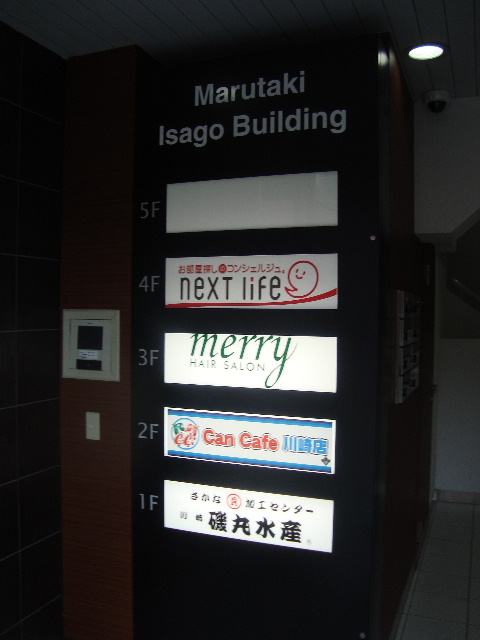 Marutaki
Isago Building
5F
4F
お部屋探しのコンシェルジュ。
next life
3F
merry
HAIR SALON
2F
Can Cafe 川崎店
1F
さかな 加工センター
磯丸水産